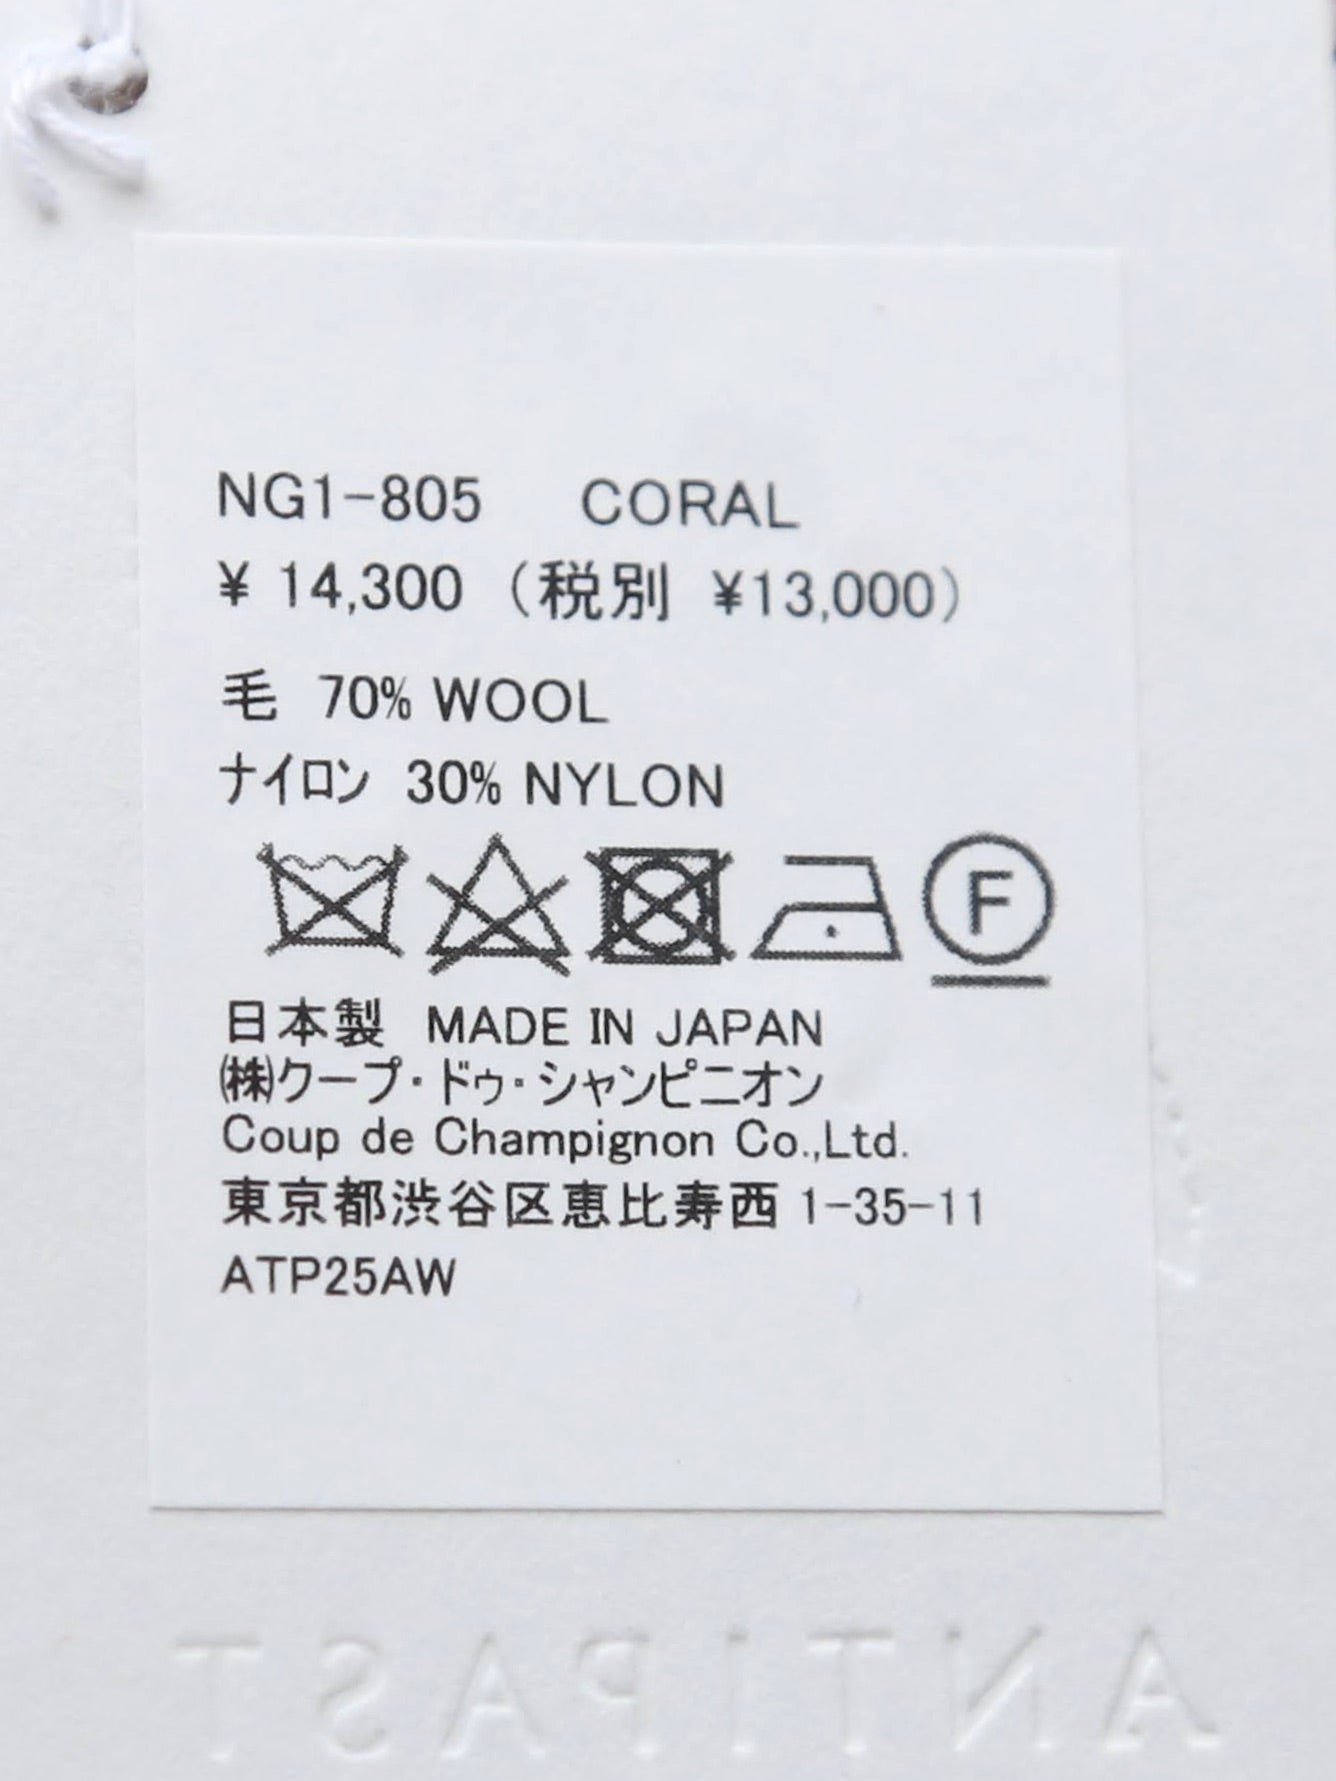 NG1-805 CORAL
¥ 14,300 (税別 ¥13,000)
毛 70% WOOL
ナイロン 30% NYLON
F
日本製 MADE IN JAPAN
㈱クープ・ドゥ・シャンピニオン
Coup de Champignon Co.,Ltd.
東京都渋谷区恵比寿西 1-35-11
ATP25AW
ANTIPAST